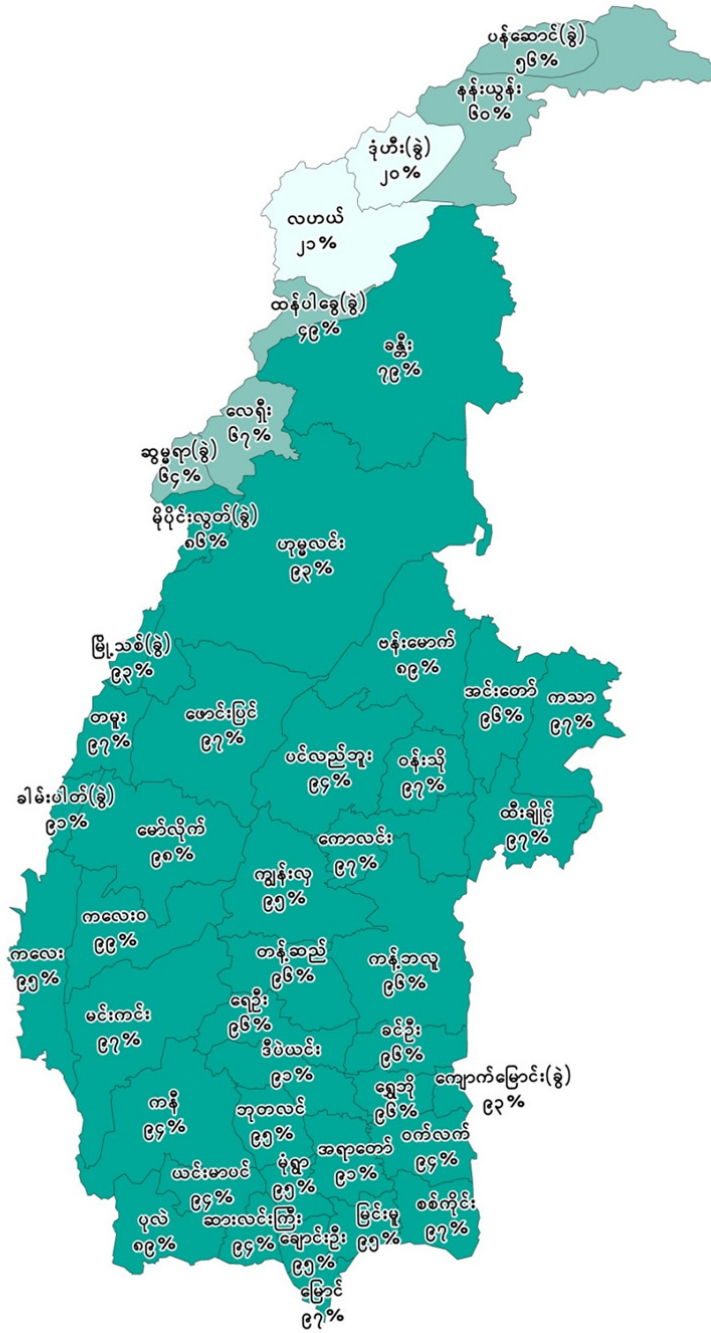 ပန်ဆောင်(ခွဲ)
၅၆%
နန်းယွန်း
၆၀%
ဒုံဟီး(ခွဲ)
၂၀%
လဟယ်
၂၁%
ထန်ပါခွေ(ခွဲ)
၄၉%
ခန္တီး
၇၉%
လေရှီး
၆၇%
ဆွမ္မရာ(ခွဲ)
၆၄%
မိုပိုင်းလွတ်(ခွဲ)
၈၆%
ဟုမ္မလင်း
၉၃%
မြို့သစ်(ခွဲ)
၉၃%
ဗန်းမောက်
၈၉%
အင်းတော်
၉၆%
ကသာ
၉၇%
တမူး
၉၇%
ဖောင်းပြင်
၉၇%
ပင်လည်ဘူး
၉၄%
ဝန်းသို
၉၇%
ခါမ်းပါတ်(ခွဲ)
၉၁%
မော်လိုက်
၉၈%
ကောလင်း
၉၇%
ထီးချိုင့်
၉၇%
ကျွန်းလှ
၉၅%
ကလေးဝ
၉၉%
ကလေး
၉၅%
တန့်ဆည်
၉၆%
ကန့်ဘလူ
၉၆%
မင်းကင်း
၉၇%
ရေဦး
၉၆%
ခင်ဦး
၉၆%
ဒီပဲယင်း
၉၁%
ကျောက်မြောင်း(ခွဲ)
၉၃%
ရွှေဘို
၉၆%
ကနီ
၉၄%
ဘုတလင်
၉၅%
ဝက်လက်
၉၄%
အရာတော်
၉၁%
မုံရွာ
၉၅%
ယင်းမာပင်
၉၄%
စစ်ကိုင်း
၉၇%
မြင်းမူ
၉၅%
ပုလဲ
၈၉%
ဆားလင်းကြီး
၉၄%
ချောင်းဦး
၉၅%
မြောင်
၉၇%